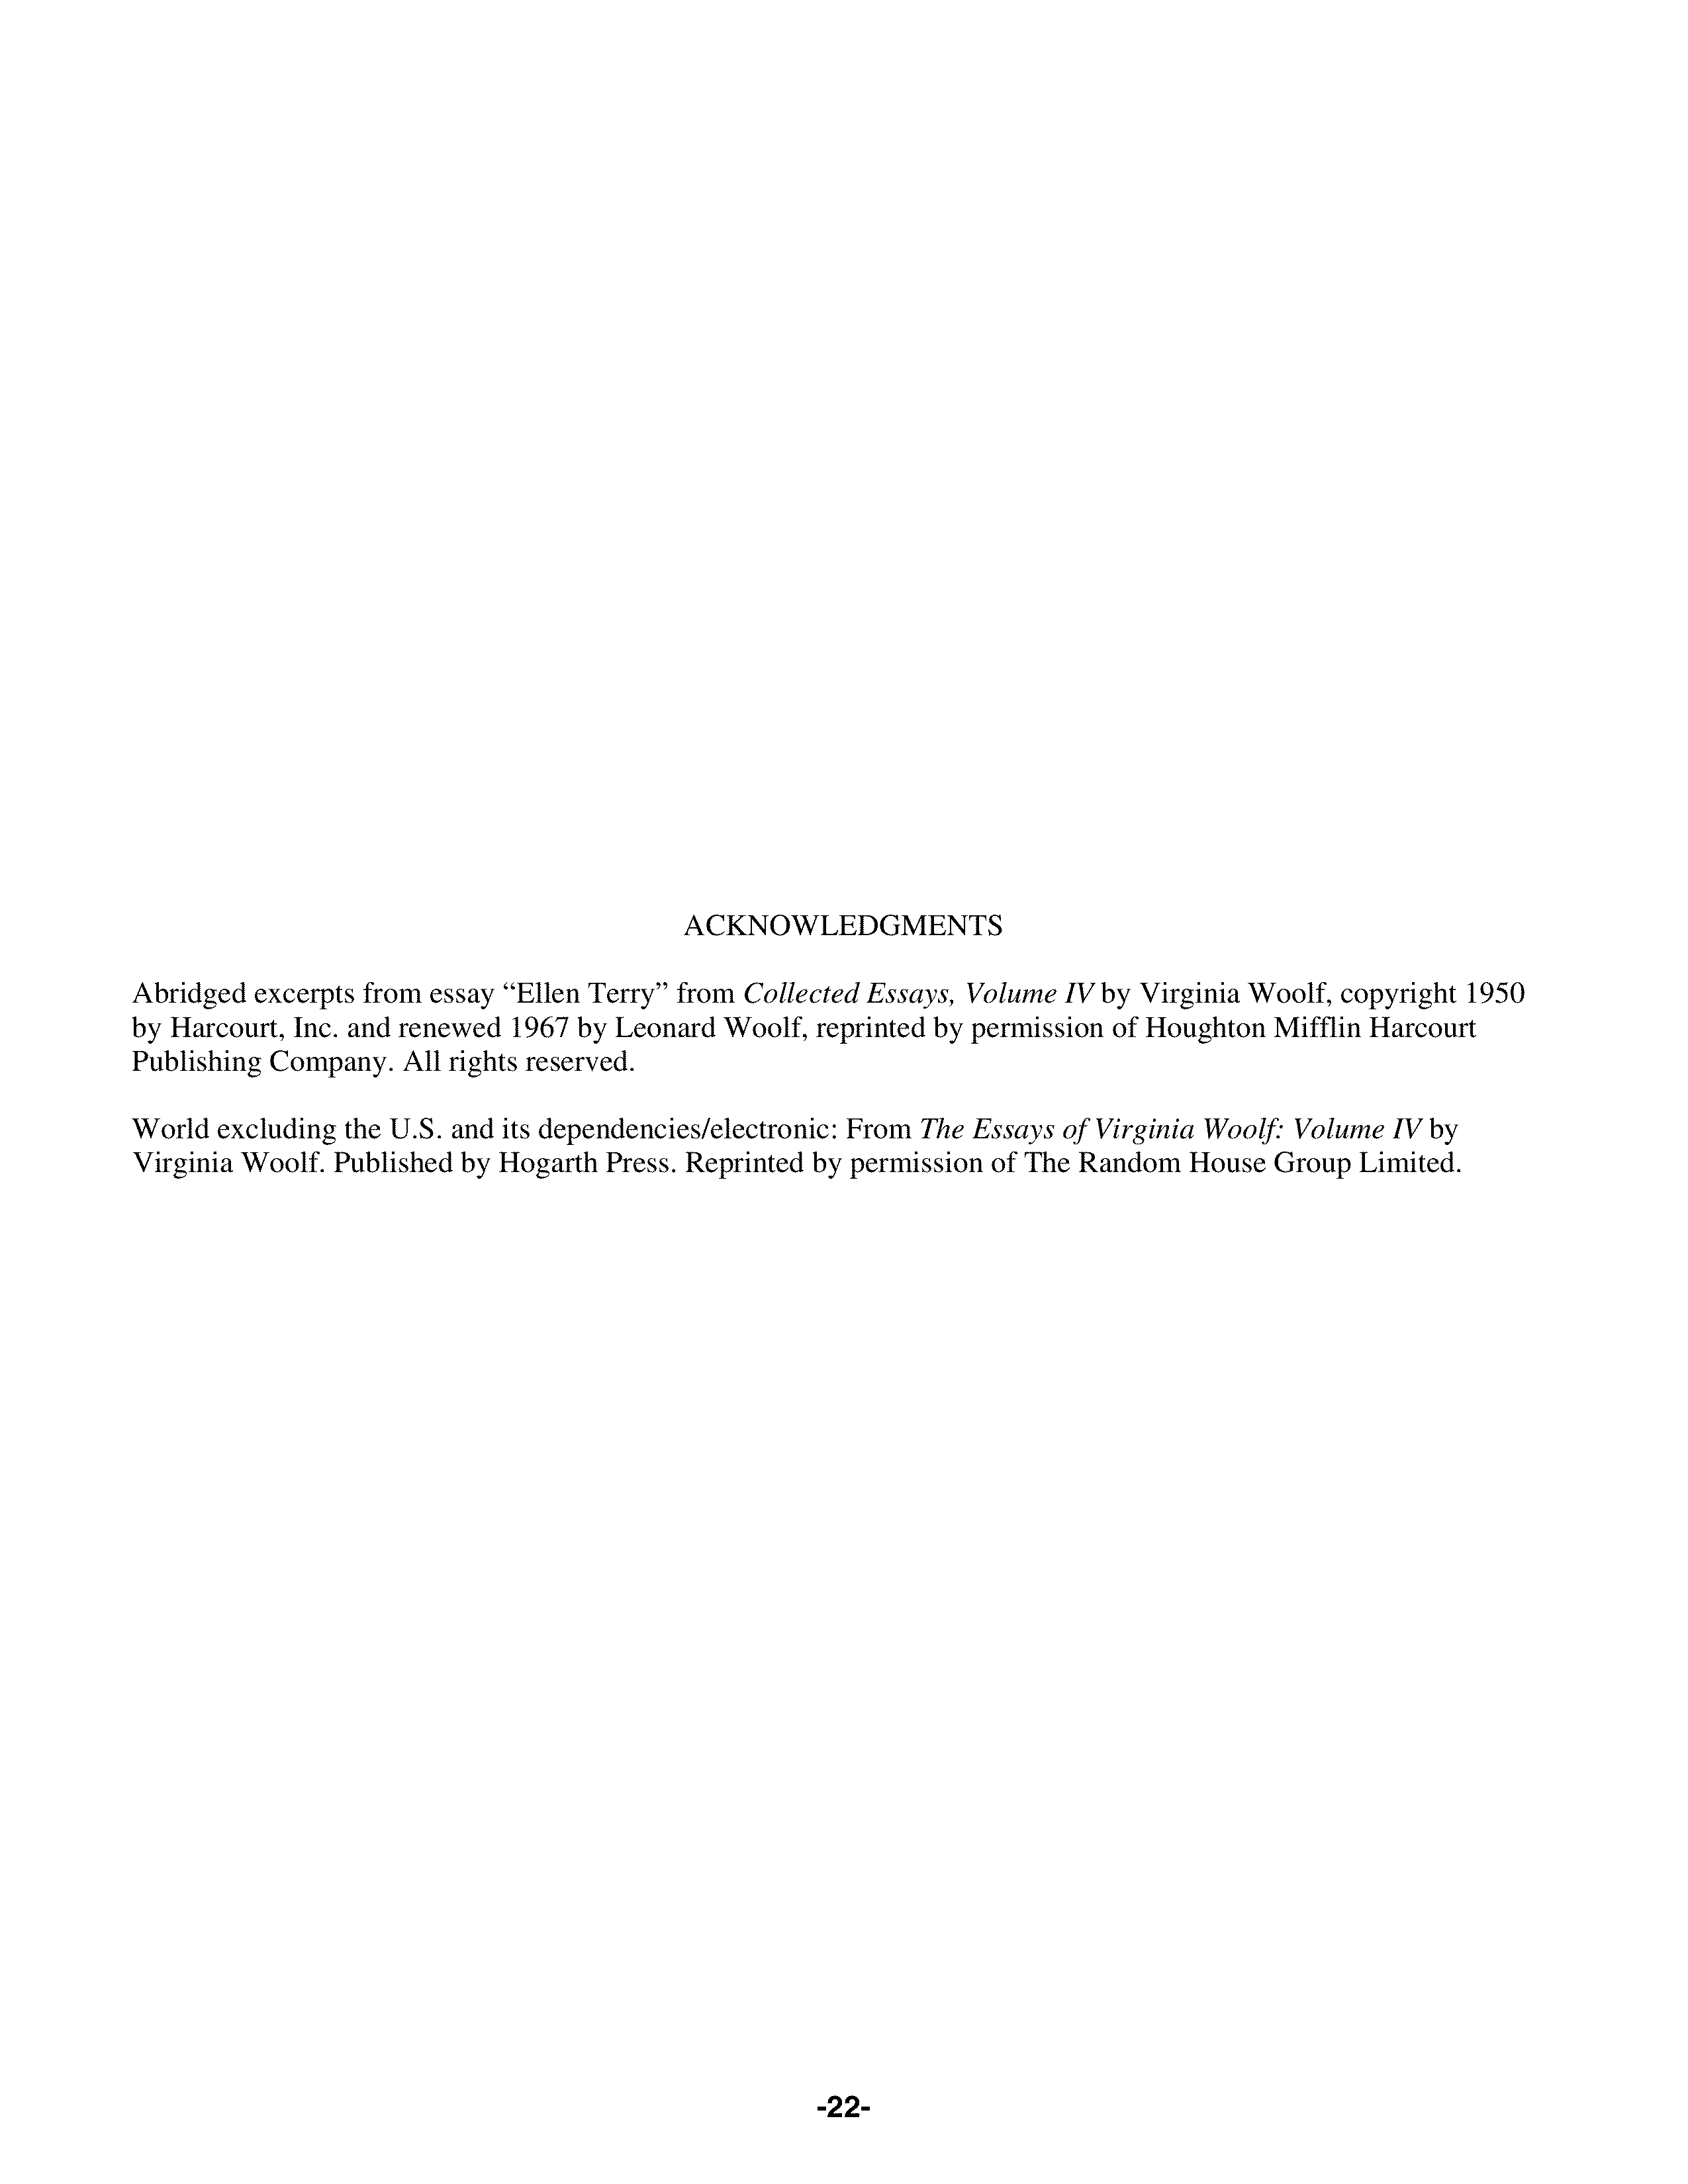 ACKNOWLEDGMENTS
Abridged excerpts from essay “Ellen Terry” from Collected Essays, Volume IV by Virginia Woolf, copyright 1950
by Harcourt, Inc. and renewed 1967 by Leonard Woolf, reprinted by permission of Houghton Mifflin Harcourt
Publishing Company. All rights reserved.
World excluding the U.S. and its dependencies/electronic: From The Essays of Virginia Woolf: Volume IV by
Virginia Woolf. Published by Hogarth Press. Reprinted by permission of The Random House Group Limited.
-22-